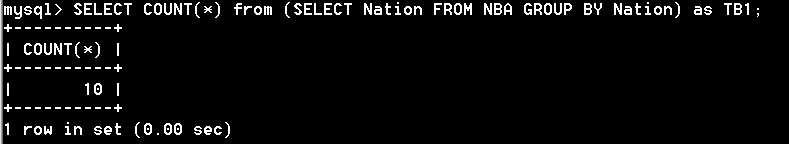 mysql> SELECT COUNT(*) from (SELECT Nation FROM NBA GROUP BY Nation) as TB1;
+----------+
| COUNT(*) |
+----------+
|       10 |
+----------+
1 row in set (0.00 sec)